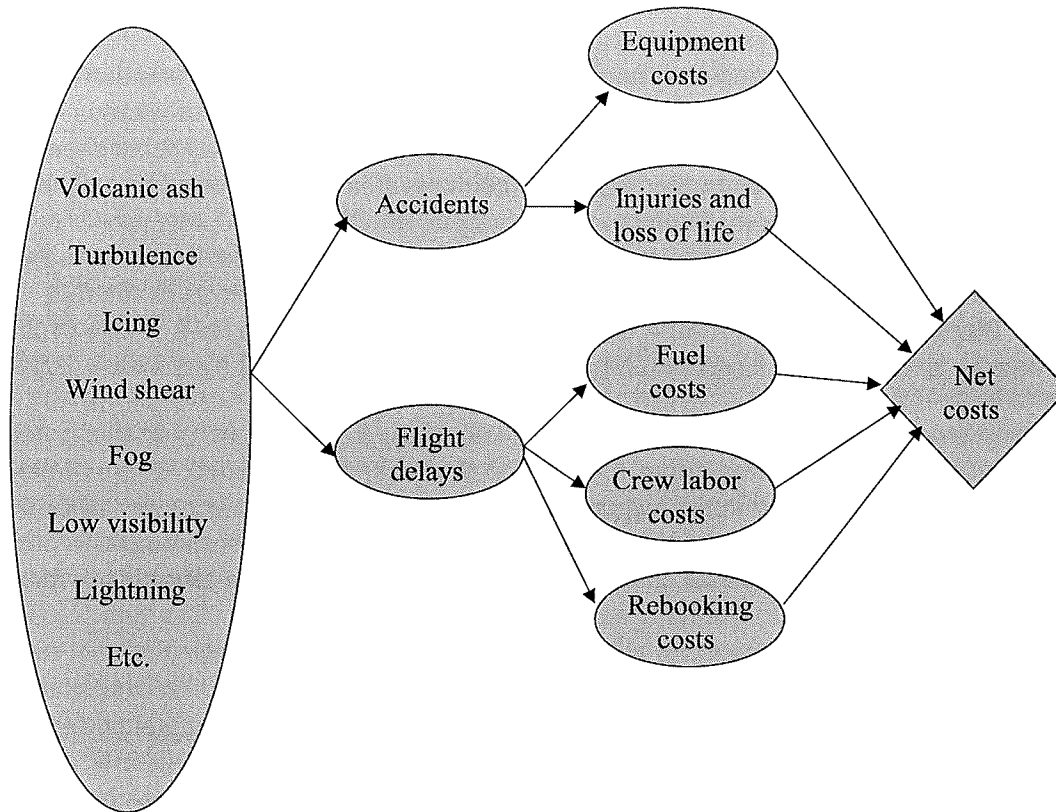 Volcanic ash
Turbulence
Icing
Wind shear
Fog
Low visibility
Lightning
Etc.
Accidents
Flight
delays
Equipment
costs
Injuries and
loss of life
Fuel
costs
Crew labor
costs
Rebooking
costs
Net
costs